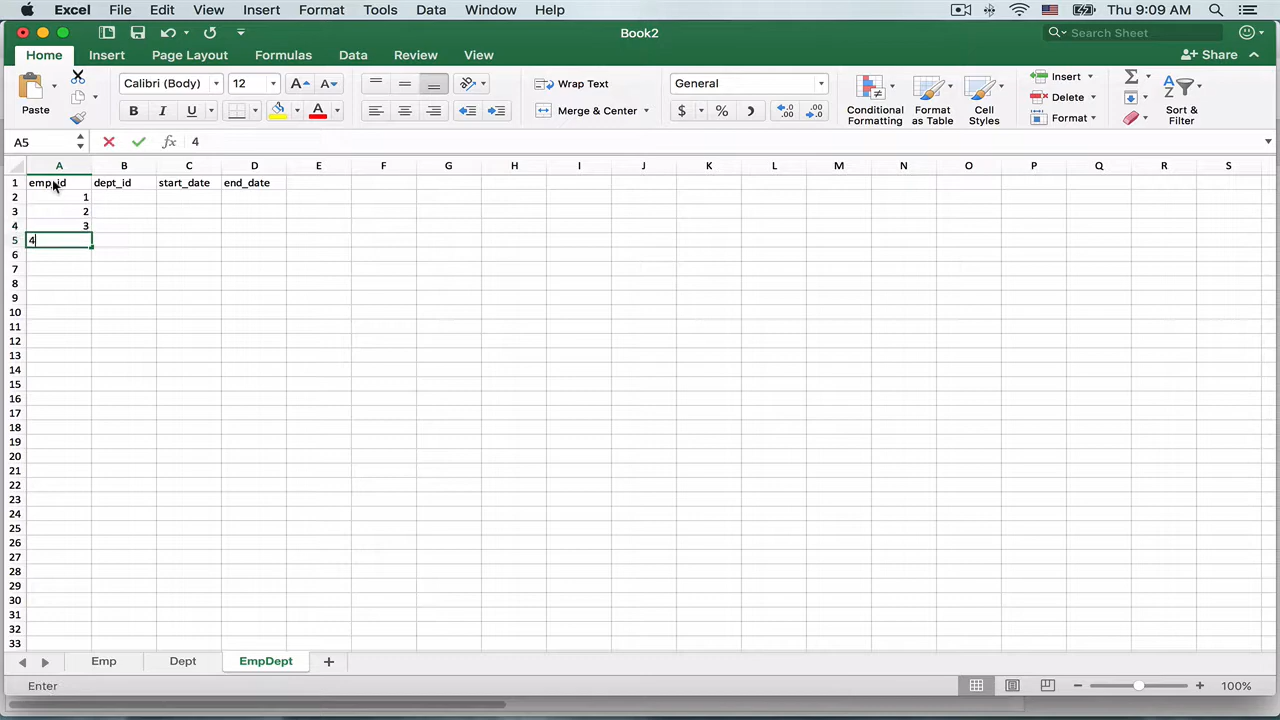 Excel File Edit View Insert Format Tools Data Window Help Thu 9:09 AM
Book2 Search Sheet
Home Insert Page Layout Formulas Data Review View Share
Paste Calibri (Body) 12 A A Wrap Text General Conditional Formatting Format as Table Cell Styles Insert Sort & Filter
B I U A Merge & Center $ % Delete
Format
A5 fx 4
A B C D E F G H I J K L M N O P Q R S
1 emp_id dept_id start_date end_date
2 1
3 2
4 3
5 4
6
7
8
9
10
11
12
13
14
15
16
17
18
19
20
21
22
23
24
25
26
27
28
29
30
31
32
33
Emp Dept EmpDept
Enter 100%